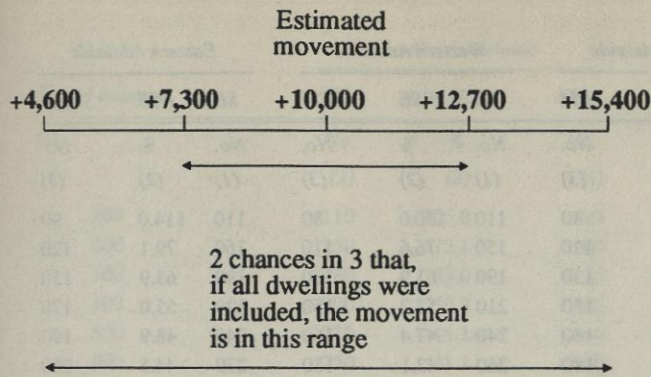 Estimated
movement
+4,600 +7,300 +10,000 +12,700 +15,400
2 chances in 3 that,
if all dwellings were
included, the movement
is in this range